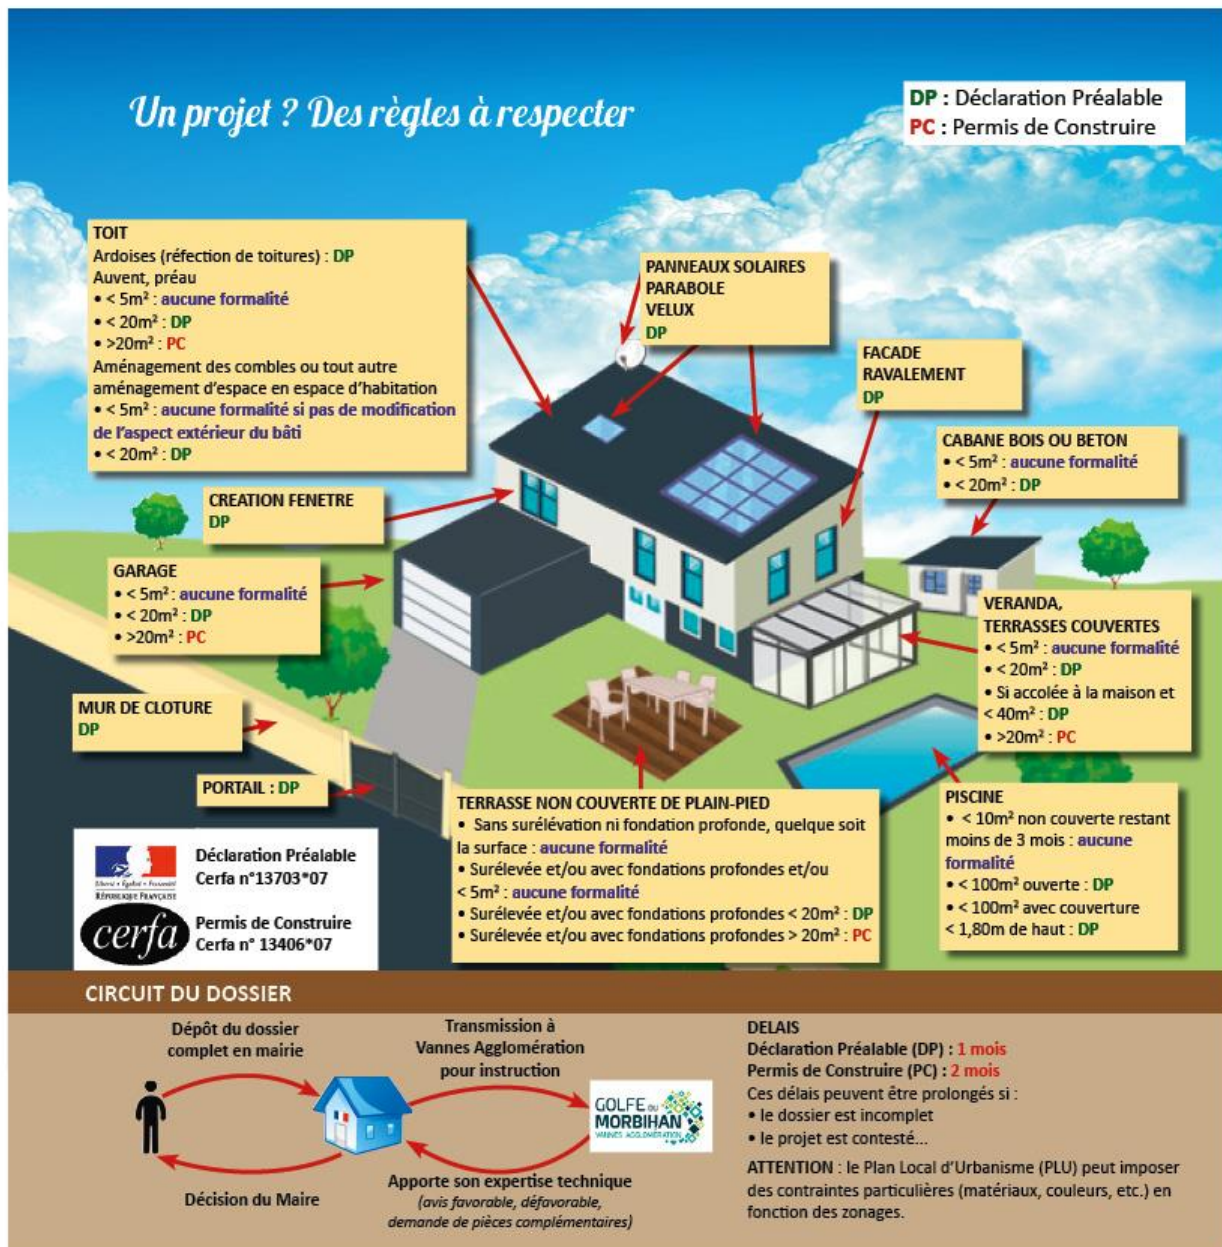 Un projet ? Des règles à respecter
DP : Déclaration Préalable
PC : Permis de Construire
TOIT
Ardoises (réfection de toitures) : DP
Auvent, préau
• < 5m² : aucune formalité
• < 20m² : DP
• >20m² : PC
Aménagement des combles ou tout autre
aménagement d'espace en espace d'habitation
• < 5m² : aucune formalité si pas de modification
de l'aspect extérieur du bâti
• < 20m² : DP
PANNEAUX SOLAIRES
PARABOLE
VELUX
DP
FACADE
RAVALEMENT
DP
CABANE BOIS OU BETON
• < 5m² : aucune formalité
• < 20m² : DP
CREATION FENETRE
DP
GARAGE
• < 5m² : aucune formalité
• < 20m² : DP
• >20m² : PC
VERANDA,
TERRASSES COUVERTES
• < 5m² : aucune formalité
• < 20m² : DP
• Si accolée à la maison et
< 40m² : DP
• >20m² : PC
MUR DE CLOTURE
DP
PORTAIL : DP
TERRASSE NON COUVERTE DE PLAIN-PIED
• Sans surélévation ni fondation profonde, quelque soit
la surface : aucune formalité
• Surélevée et/ou avec fondations profondes et/ou
< 5m² : aucune formalité
• Surélevée et/ou avec fondations profondes < 20m² : DP
• Surélevée et/ou avec fondations profondes > 20m² : PC
PISCINE
• < 10m² non couverte restant
moins de 3 mois : aucune
formalité
• < 100m² ouverte : DP
• < 100m² avec couverture
< 1,80m de haut : DP
Liberté • Égalité • Fraternité
RÉPUBLIQUE FRANÇAISE
cerfa
Déclaration Préalable
Cerfa n°13703*07
Permis de Construire
Cerfa n° 13406*07
CIRCUIT DU DOSSIER
Dépôt du dossier
complet en mairie
Transmission à
Vannes Agglomération
pour instruction
GOLFE DU
MORBIHAN
VANNES AGGLOMÉRATION
Décision du Maire
Apporte son expertise technique
(avis favorable, défavorable,
demande de pièces complémentaires)
DELAIS
Déclaration Préalable (DP) : 1 mois
Permis de Construire (PC) : 2 mois
Ces délais peuvent être prolongés si :
• le dossier est incomplet
• le projet est contesté...
ATTENTION : le Plan Local d'Urbanisme (PLU) peut imposer
des contraintes particulières (matériaux, couleurs, etc.) en
fonction des zonages.